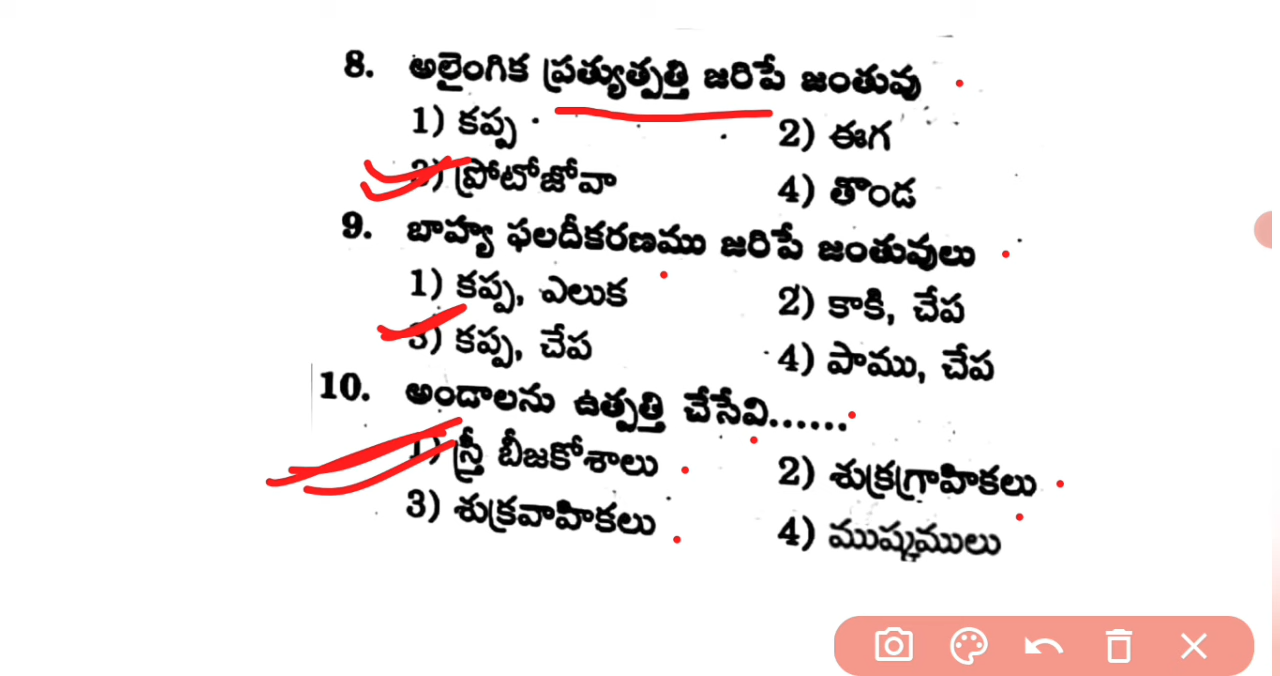 8. అలైంగిక ప్రత్యుత్పత్తి జరిపే జంతువు
1) కప్ప 2) ఈగ
3) ప్రోటోజోవా 4) తొండ
9. బాహ్య ఫలదీకరణము జరిపే జంతువులు
1) కప్ప, ఎలుక 2) కాకి, చేప
3) కప్ప, చేప 4) పాము, చేప
10. అండాలను ఉత్పత్తి చేసేవి......
1) స్త్రీ బీజకోశాలు 2) శుక్రగ్రాహికలు
3) శుక్రవాహికలు 4) ముష్కములు